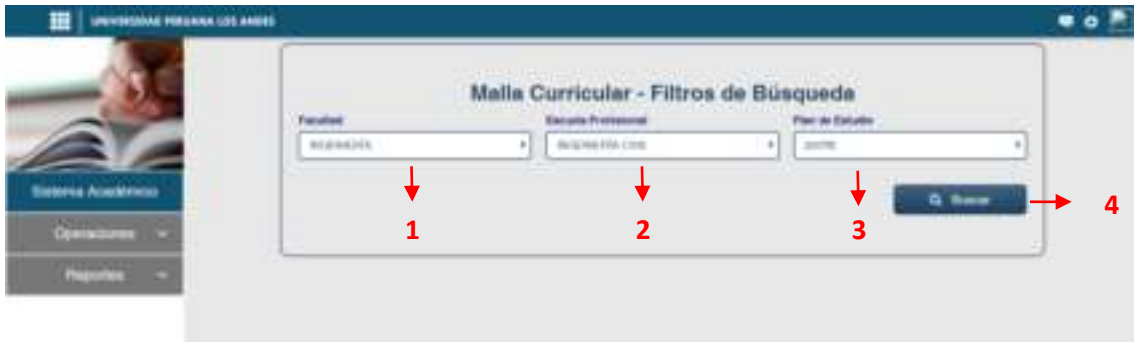 UNIVERSIDAD PERUANA LOS ANDES
Malla Curricular - Filtros de Búsqueda
Facultad
Escuela Profesional
Plan de Estudio
INGENIERÍA
INGENIERÍA CIVIL
Sistema Académico
Buscar
4
Operaciones
1
2
3
Reportes